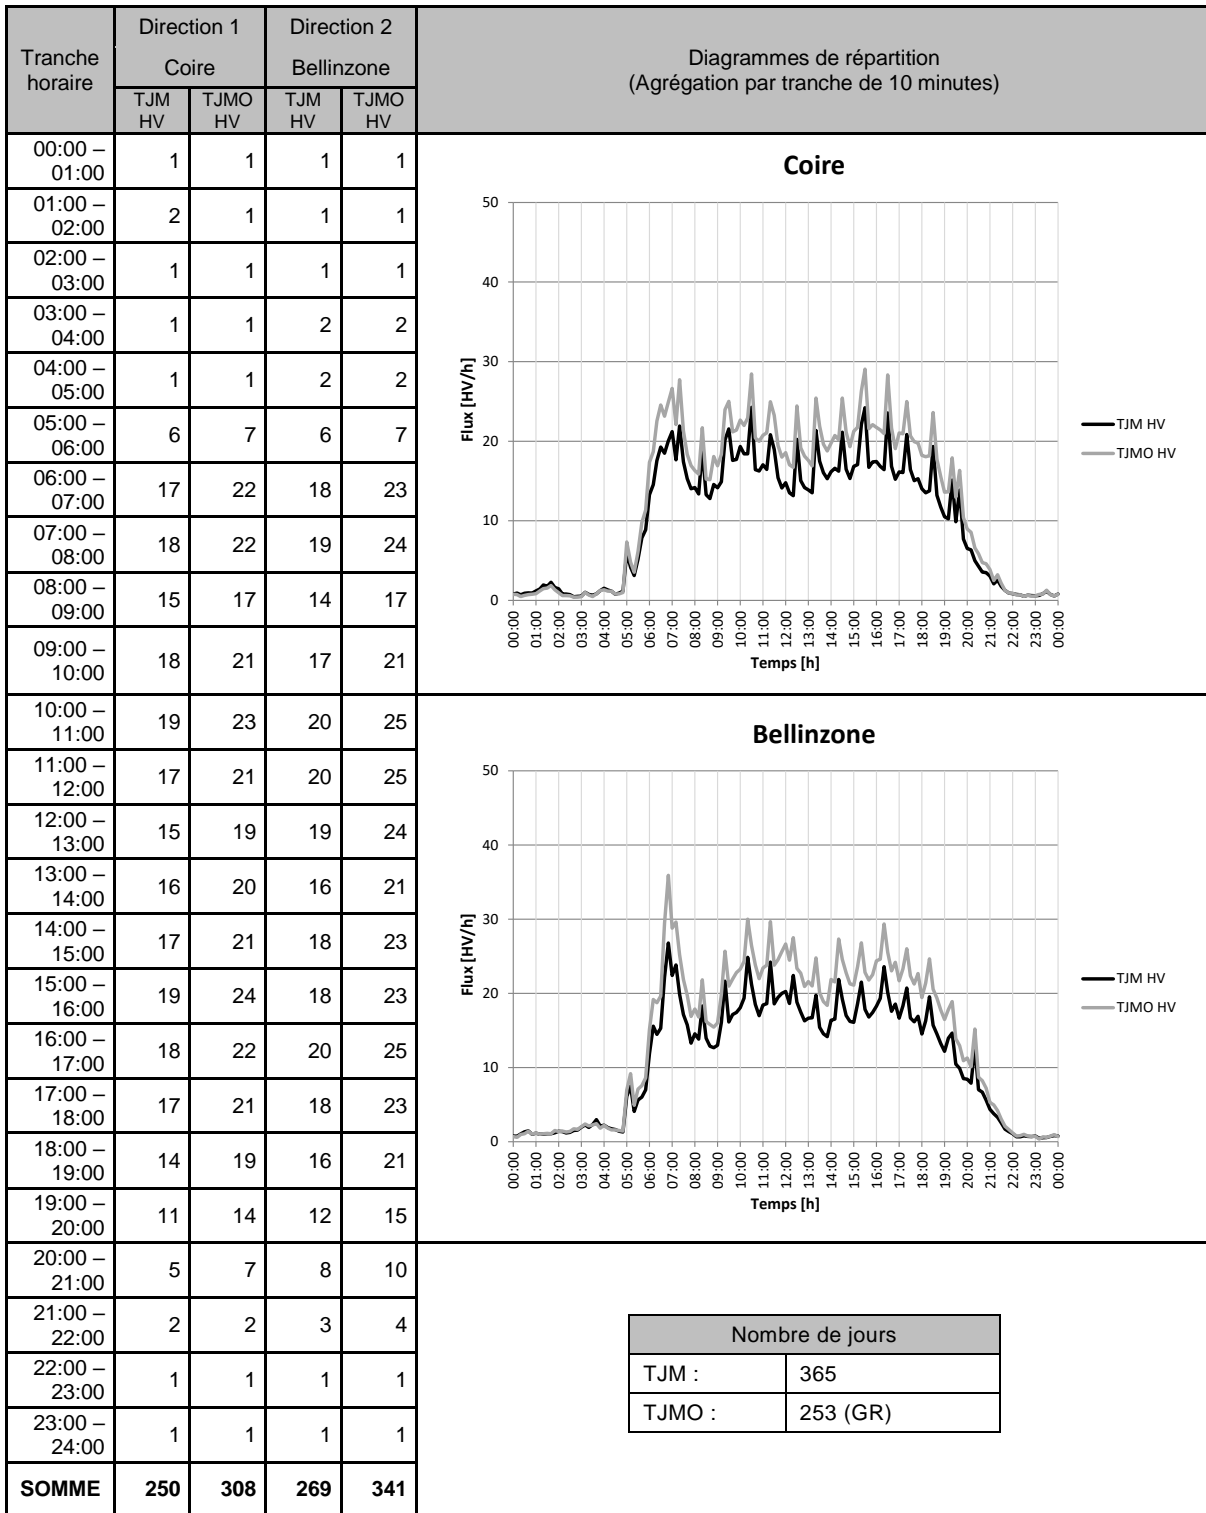 Tranche horaire
Direction 1
Coire
Direction 2
Bellinzone
TJM HV
TJMO HV
TJM HV
TJMO HV
Diagrammes de répartition
(Agrégation par tranche de 10 minutes)
00:00 – 01:00 1 1 1 1
01:00 – 02:00 2 1 1 1
02:00 – 03:00 1 1 1 1
03:00 – 04:00 1 1 2 2
04:00 – 05:00 1 1 2 2
05:00 – 06:00 6 7 6 7
06:00 – 07:00 17 22 18 23
07:00 – 08:00 18 22 19 24
08:00 – 09:00 15 17 14 17
09:00 – 10:00 18 21 17 21
10:00 – 11:00 19 23 20 25
11:00 – 12:00 17 21 20 25
12:00 – 13:00 15 19 19 24
13:00 – 14:00 16 20 16 21
14:00 – 15:00 17 21 18 23
15:00 – 16:00 19 24 18 23
16:00 – 17:00 18 22 20 25
17:00 – 18:00 17 21 18 23
18:00 – 19:00 14 19 16 21
19:00 – 20:00 11 14 12 15
20:00 – 21:00 5 7 8 10
21:00 – 22:00 2 2 3 4
22:00 – 23:00 1 1 1 1
23:00 – 24:00 1 1 1 1
SOMME 250 308 269 341
Coire
50
40
30
20
10
0
Flux [HV/h]
00:00 01:00 02:00 03:00 04:00 05:00 06:00 07:00 08:00 09:00 10:00 11:00 12:00 13:00 14:00 15:00 16:00 17:00 18:00 19:00 20:00 21:00 22:00 23:00 00:00
Temps [h]
TJM HV
TJMO HV
Bellinzone
50
40
30
20
10
0
Flux [HV/h]
00:00 01:00 02:00 03:00 04:00 05:00 06:00 07:00 08:00 09:00 10:00 11:00 12:00 13:00 14:00 15:00 16:00 17:00 18:00 19:00 20:00 21:00 22:00 23:00 00:00
Temps [h]
TJM HV
TJMO HV
Nombre de jours
TJM : 365
TJMO : 253 (GR)